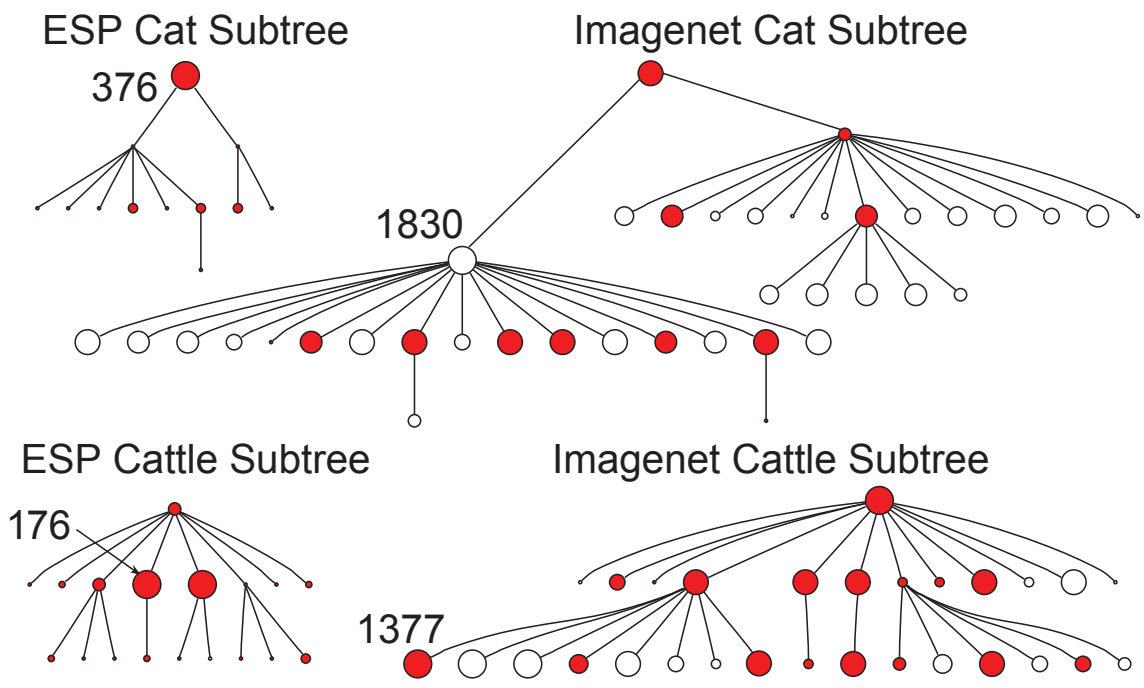 ESP Cat Subtree
Imagenet Cat Subtree
376
1830
ESP Cattle Subtree
Imagenet Cattle Subtree
176
1377